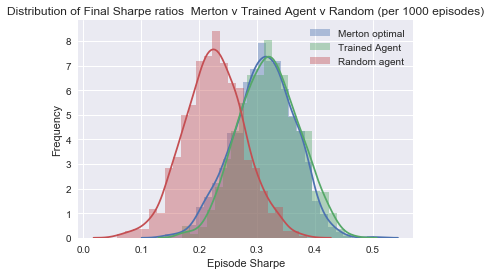 Distribution of Final Sharpe ratios  Merton v Trained Agent v Random (per 1000 episodes)
Merton optimal
Trained Agent
Random agent
Frequency
8
7
6
5
4
3
2
1
0
0.0 0.1 0.2 0.3 0.4 0.5
Episode Sharpe